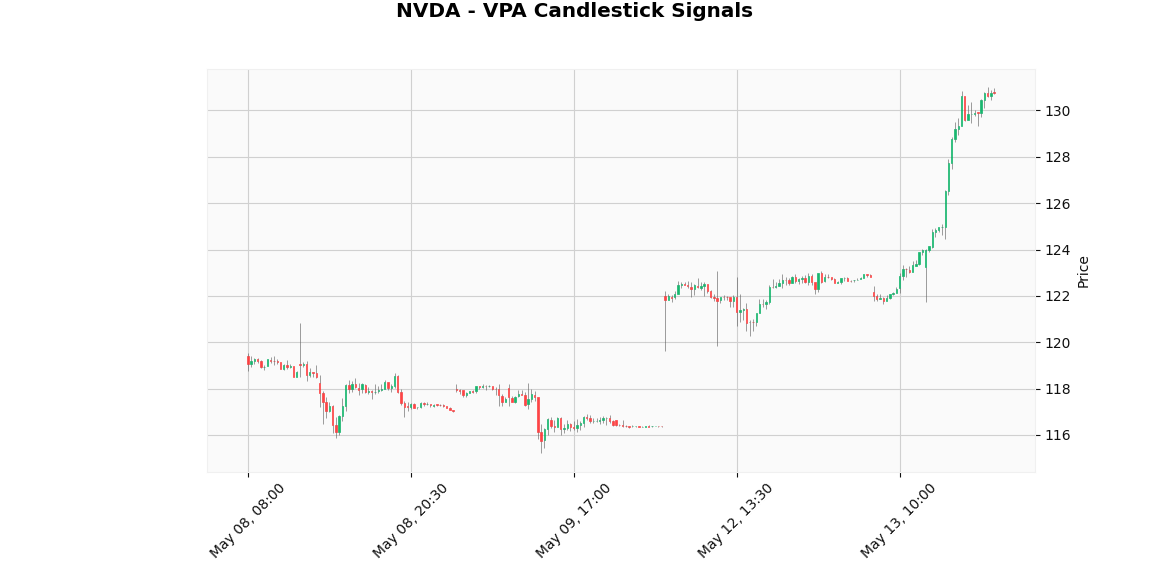 NVDA - VPA Candlestick Signals
130
128
126
124
122
120
118
116
Price
May 08, 08:00
May 08, 20:30
May 09, 17:00
May 12, 13:30
May 13, 10:00